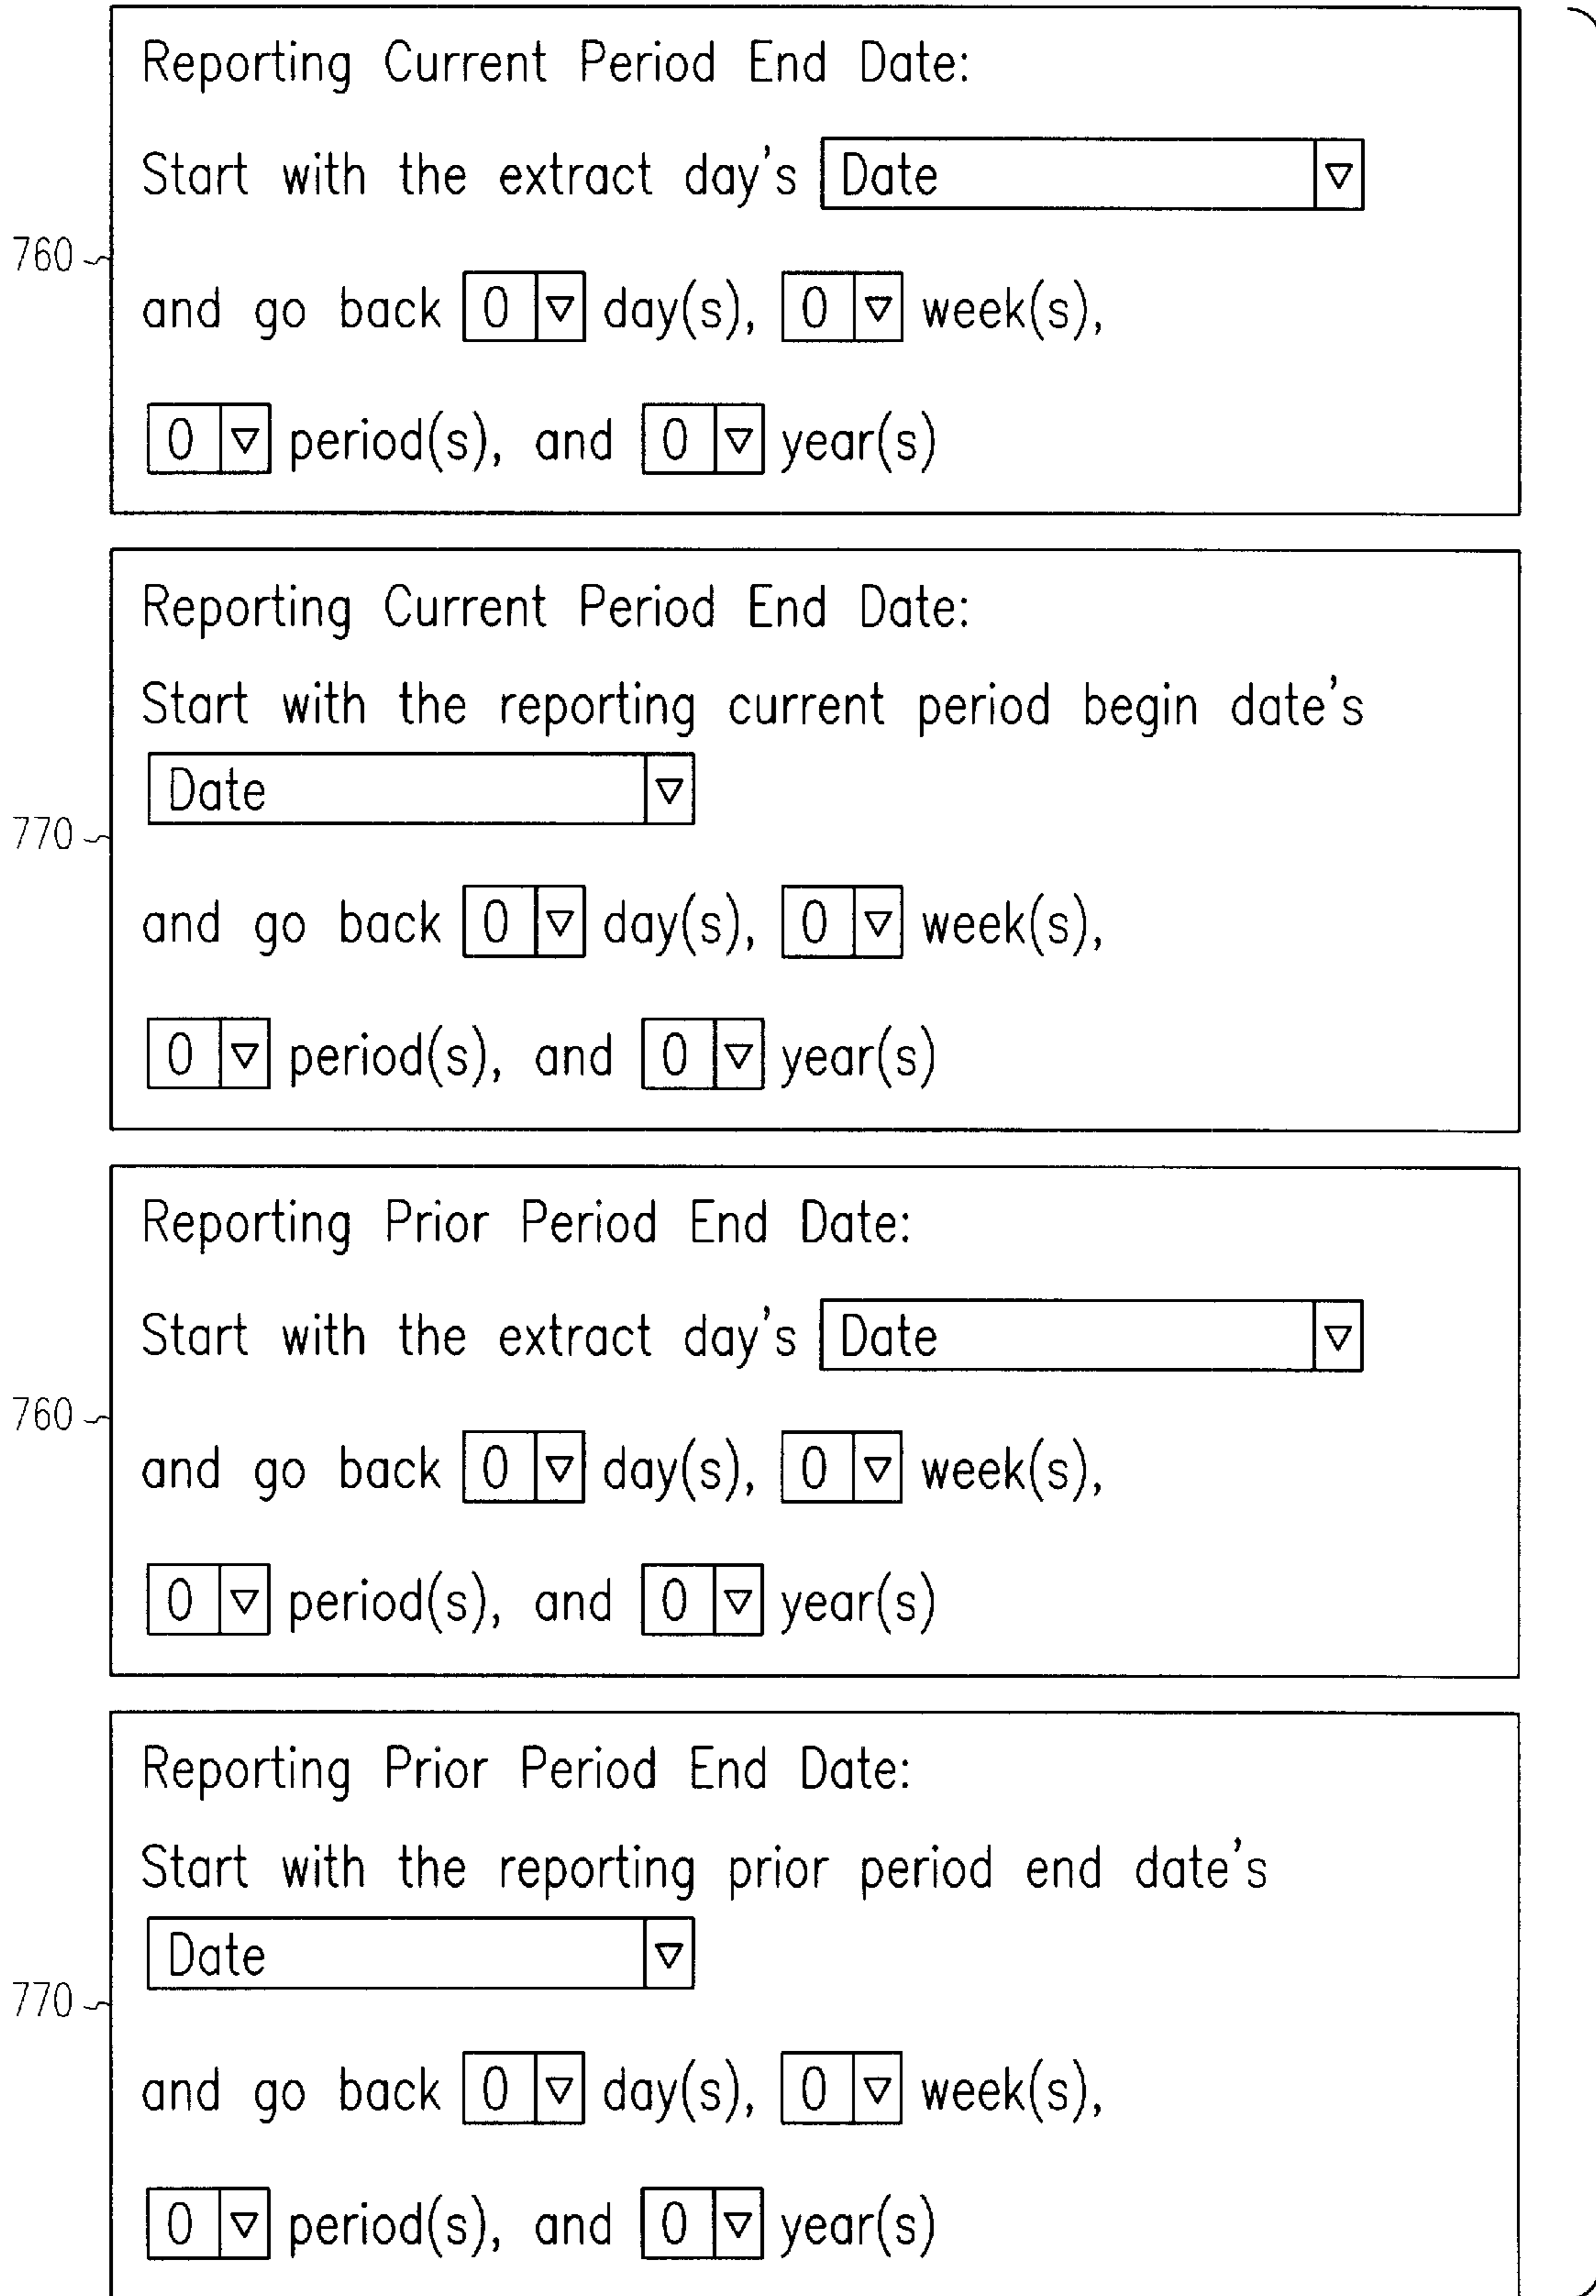 Reporting Current Period End Date:
Start with the extract day's Date
760
and go back 0 day(s), 0 week(s),
0 period(s), and 0 year(s)
Reporting Current Period End Date:
Start with the reporting current period begin date's
Date
770
and go back 0 day(s), 0 week(s),
0 period(s), and 0 year(s)
Reporting Prior Period End Date:
Start with the extract day's Date
760
and go back 0 day(s), 0 week(s),
0 period(s), and 0 year(s)
Reporting Prior Period End Date:
Start with the reporting prior period end date's
Date
770
and go back 0 day(s), 0 week(s),
0 period(s), and 0 year(s)